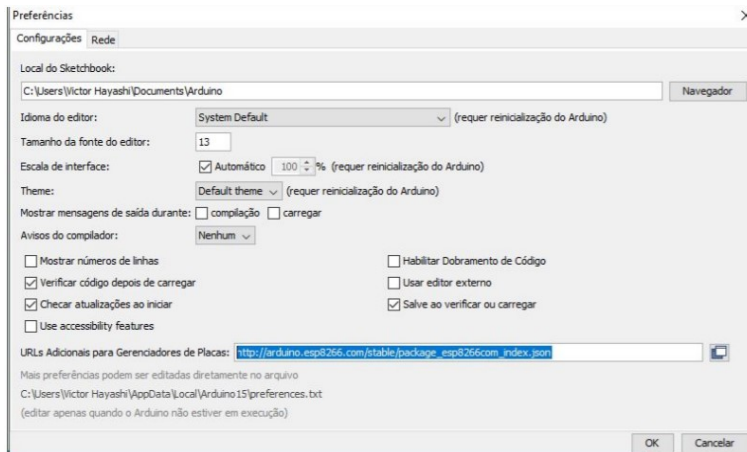 Preferências
Configurações Rede
Local do Sketchbook:
C:\Users\Victor Hayashi\Documents\Arduino Navegador
Idioma do editor: System Default (requer reinicialização do Arduino)
Tamanho da fonte do editor: 13
Escala de interface: Automático 100 % (requer reinicialização do Arduino)
Theme: Default theme (requer reinicialização do Arduino)
Mostrar mensagens de saída durante: compilação carregar
Avisos do compilador: Nenhum
Mostrar números de linhas Habilitar Dobramento de Código
Verificar código depois de carregar Usar editor externo
Checar atualizações ao iniciar Salve ao verificar ou carregar
Use accessibility features
URLs Adicionais para Gerenciadores de Placas: http://arduino.esp8266.com/stable/package_esp8266com_index.json
Mais preferências podem ser editadas diretamente no arquivo
C:\Users\Victor Hayashi\AppData\Local\Arduino15\preferences.txt
(editar apenas quando o Arduino não estiver em execução)
OK Cancelar